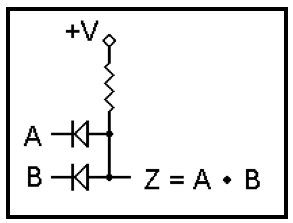 +V
A
B Z = A • B